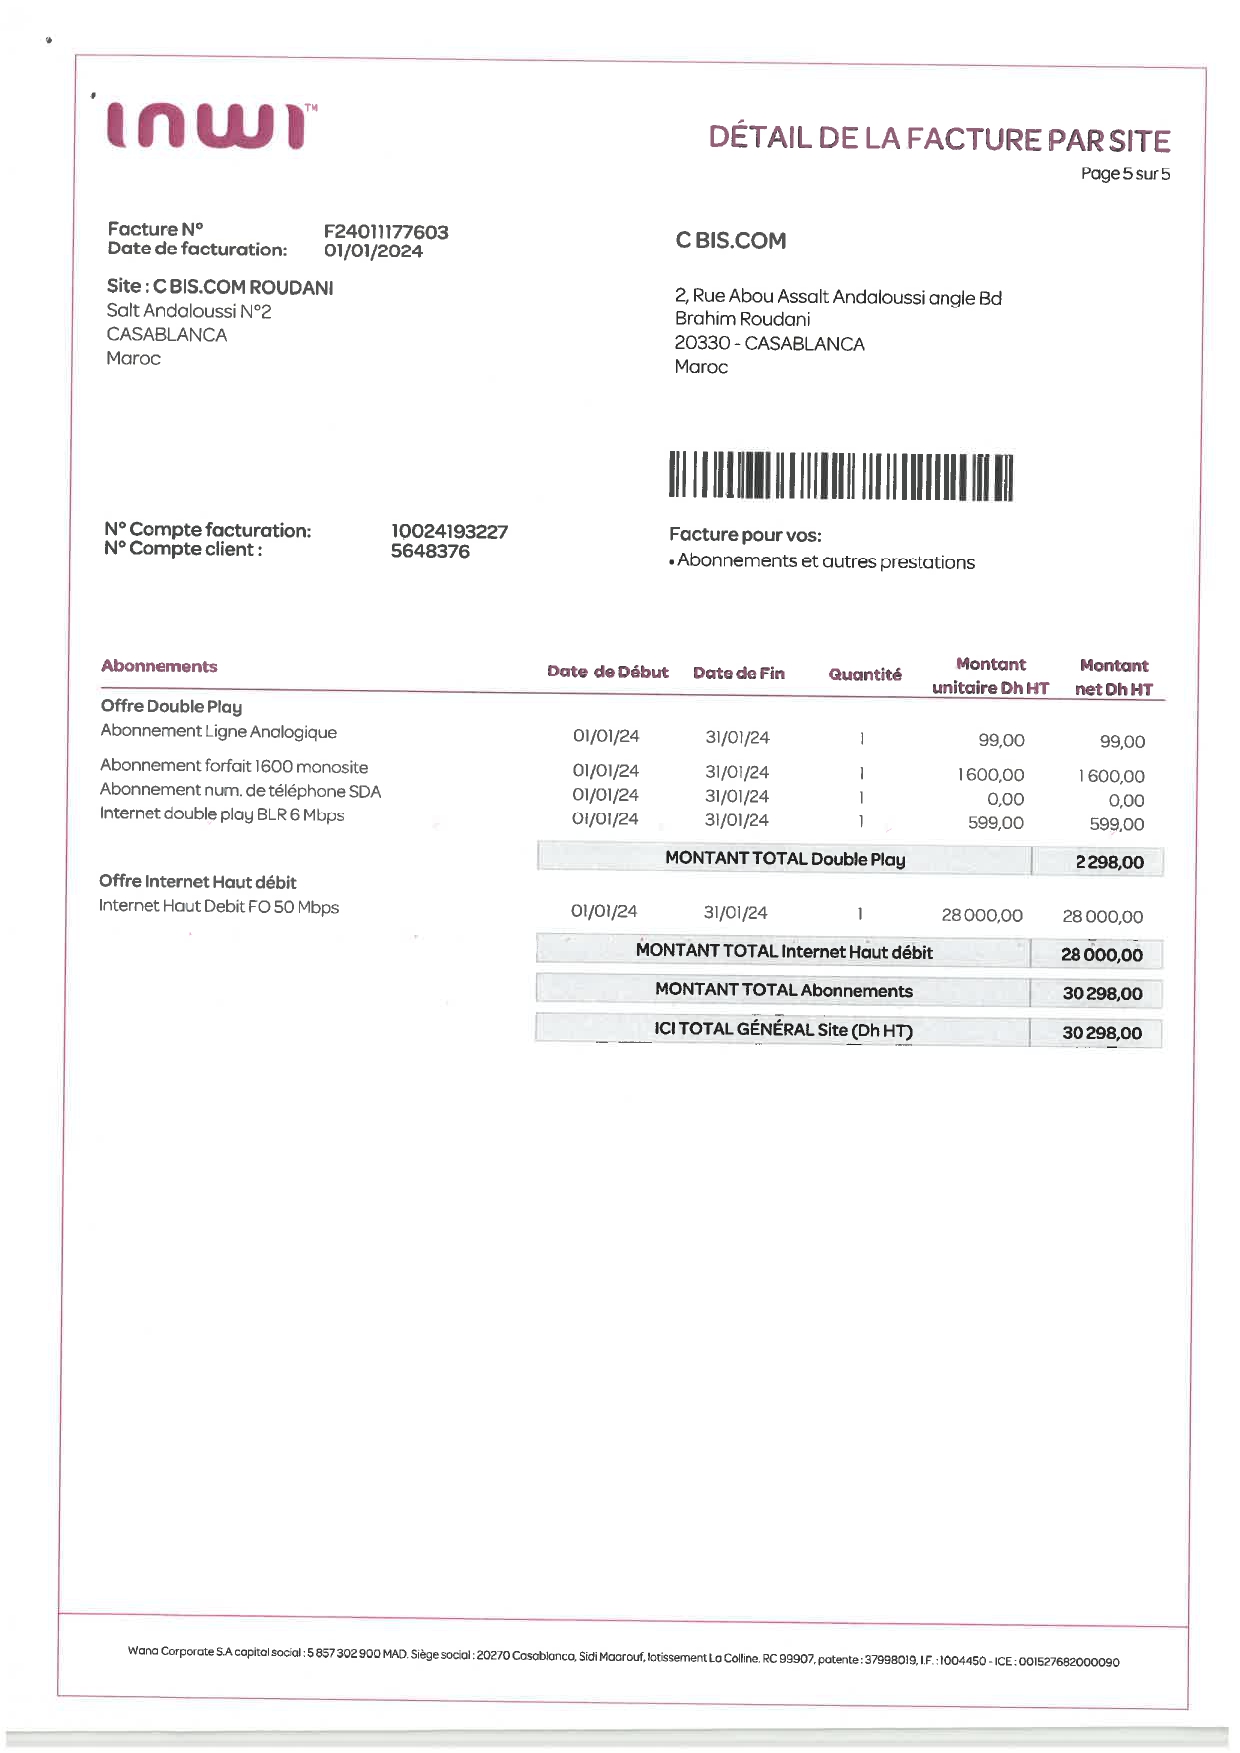 inwi™
DÉTAIL DE LA FACTURE PAR SITE
Page 5 sur 5
Facture N° F24011177603
Date de facturation: 01/01/2024
C BIS.COM
Site : C BIS.COM ROUDANI
Salt Andaloussi N°2
CASABLANCA
Maroc
2, Rue Abou Assalt Andaloussi angle Bd
Brahim Roudani
20330 - CASABLANCA
Maroc
N° Compte facturation: 10024193227
N° Compte client : 5648376
Facture pour vos:
• Abonnements et autres prestations
Abonnements Date de Début Date de Fin Quantité Montant unitaire Dh HT Montant net Dh HT
Offre Double Play
Abonnement Ligne Analogique 01/01/24 31/01/24 1 99,00 99,00
Abonnement forfait 1600 monosite 01/01/24 31/01/24 1 1 600,00 1 600,00
Abonnement num. de téléphone SDA 01/01/24 31/01/24 1 0,00 0,00
Internet double play BLR 6 Mbps 01/01/24 31/01/24 1 599,00 599,00
MONTANT TOTAL Double Play 2 298,00
Offre Internet Haut débit
Internet Haut Debit FO 50 Mbps 01/01/24 31/01/24 1 28 000,00 28 000,00
MONTANT TOTAL Internet Haut débit 28 000,00
MONTANT TOTAL Abonnements 30 298,00
ICI TOTAL GÉNÉRAL Site (Dh HT) 30 298,00
Wana Corporate S.A capital social : 5 857 302 900 MAD. Siège social : 20270 Casablanca, Sidi Maarouf, lotissement La Colline. RC 99907, patente : 37998019, I.F. : 1004450 - ICE : 001527682000090